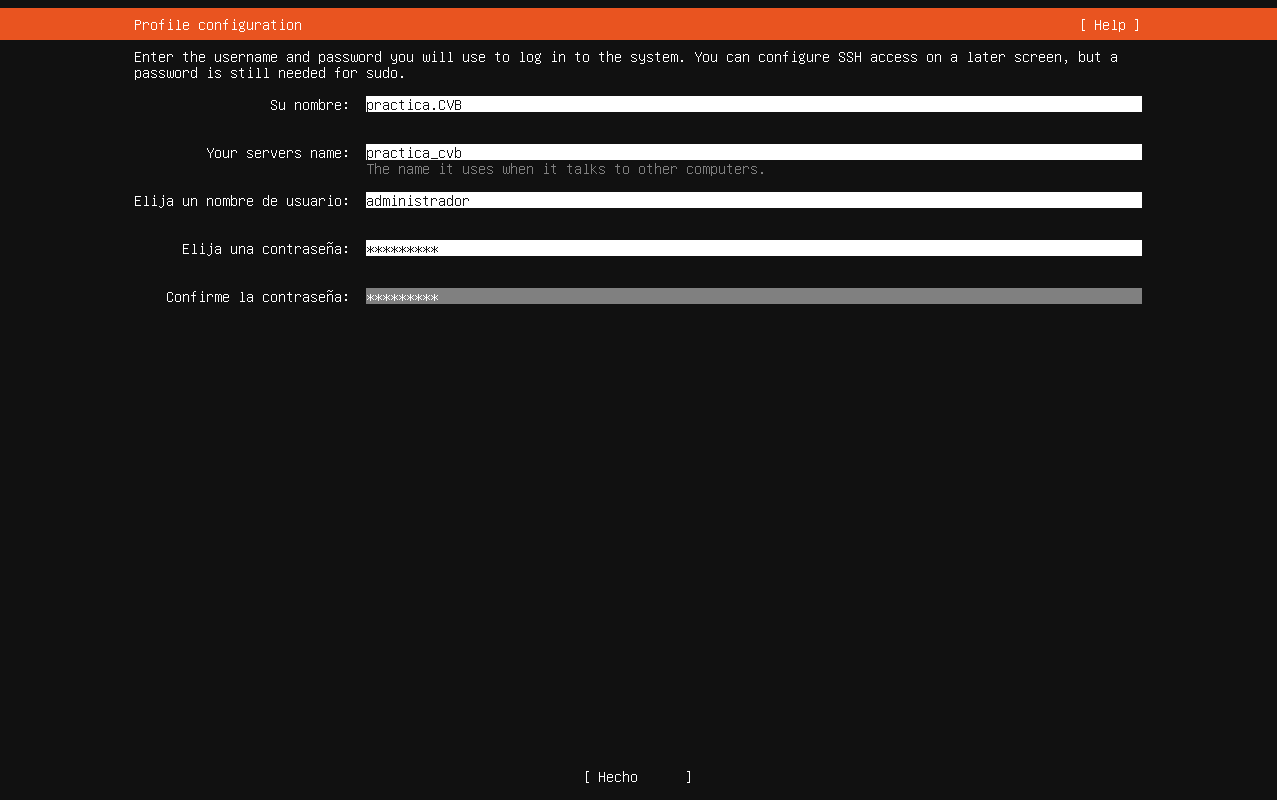 Profile configuration [ Help ]
Enter the username and password you will use to log in to the system. You can configure SSH access on a later screen, but a
password is still needed for sudo.
Su nombre: practica.CVB
Your servers name: practica_cvb
The name it uses when it talks to other computers.
Elija un nombre de usuario: administrador
Elija una contraseña: *********
Confirme la contraseña: *********
[ Hecho ]